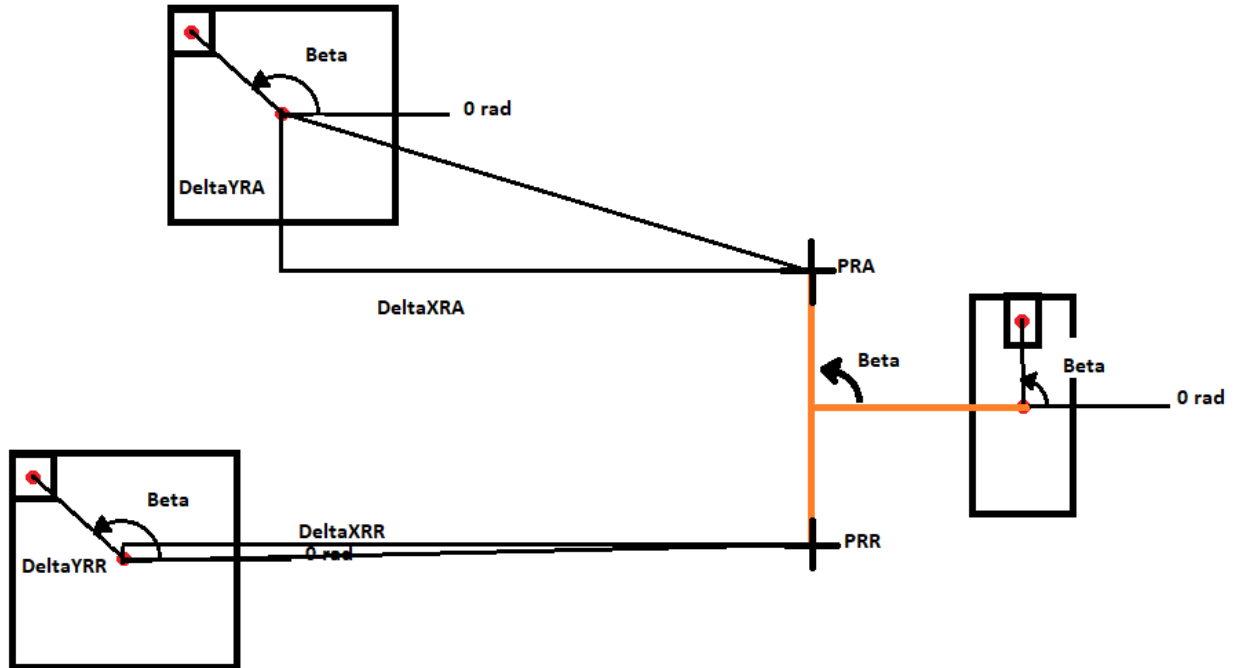 Beta
0 rad
DeltaYRA
PRA
DeltaXRA
Beta
Beta
0 rad
Beta
DeltaXRR
PRR
0 rad
DeltaYRR